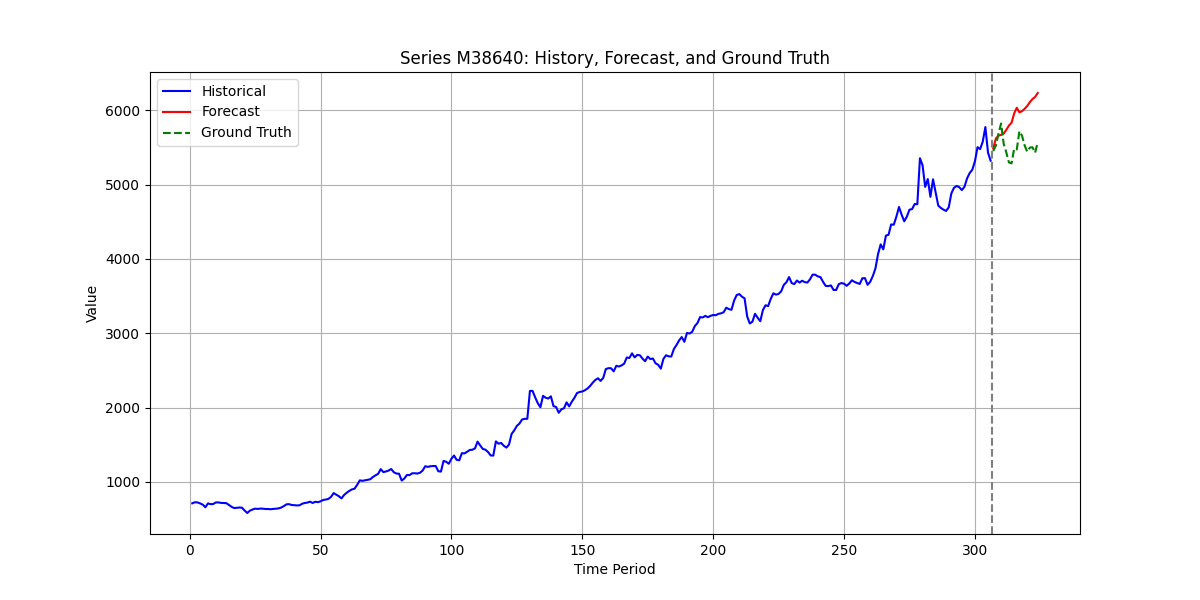 Series M38640: History, Forecast, and Ground Truth
Historical
Forecast
Ground Truth
6000
5000
4000
3000
2000
1000
Value
0 50 100 150 200 250 300
Time Period